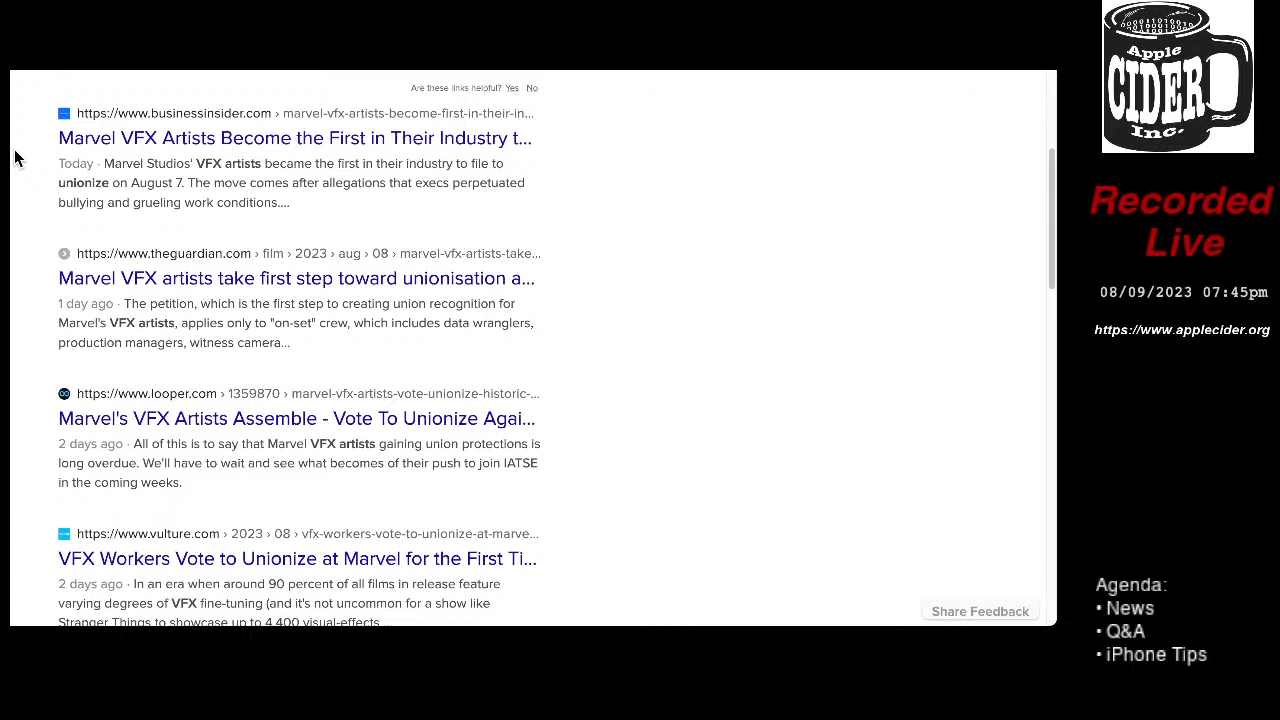 Are these links helpful? Yes No
https://www.businessinsider.com › marvel-vfx-artists-become-first-in-their-in...
Marvel VFX Artists Become the First in Their Industry t...
Today · Marvel Studios' VFX artists became the first in their industry to file to
unionize on August 7. The move comes after allegations that execs perpetuated
bullying and grueling work conditions....
https://www.theguardian.com › film › 2023 › aug › 08 › marvel-vfx-artists-take...
Marvel VFX artists take first step toward unionisation a...
1 day ago · The petition, which is the first step to creating union recognition for
Marvel's VFX artists, applies only to "on-set" crew, which includes data wranglers,
production managers, witness camera...
https://www.looper.com › 1359870 › marvel-vfx-artists-vote-unionize-historic-...
Marvel's VFX Artists Assemble - Vote To Unionize Agai...
2 days ago · All of this is to say that Marvel VFX artists gaining union protections is
long overdue. We'll have to wait and see what becomes of their push to join IATSE
in the coming weeks.
https://www.vulture.com › 2023 › 08 › vfx-workers-vote-to-unionize-at-marve...
VFX Workers Vote to Unionize at Marvel for the First Ti...
2 days ago · In an era when around 90 percent of all films in release feature
varying degrees of VFX fine-tuning (and it's not uncommon for a show like
Stranger Things to showcase up to 4,400 visual-effects...
Share Feedback
Apple
CIDER
Inc.
Recorded
Live
08/09/2023 07:45pm
https://www.applecider.org
Agenda:
• News
• Q&A
• iPhone Tips